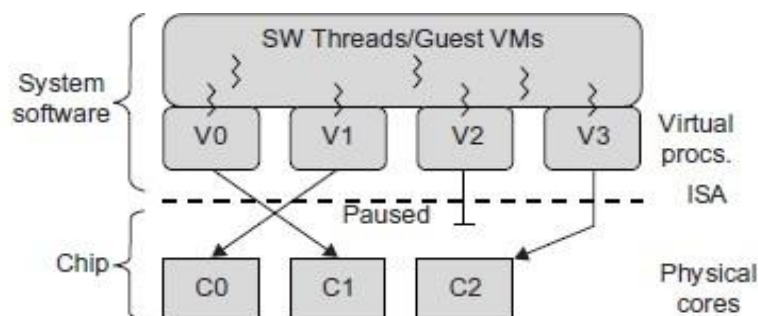 SW Threads/Guest VMs
System
software
V0
V1
V2
V3
Virtual
procs.
ISA
Paused
Chip
C0
C1
C2
Physical
cores